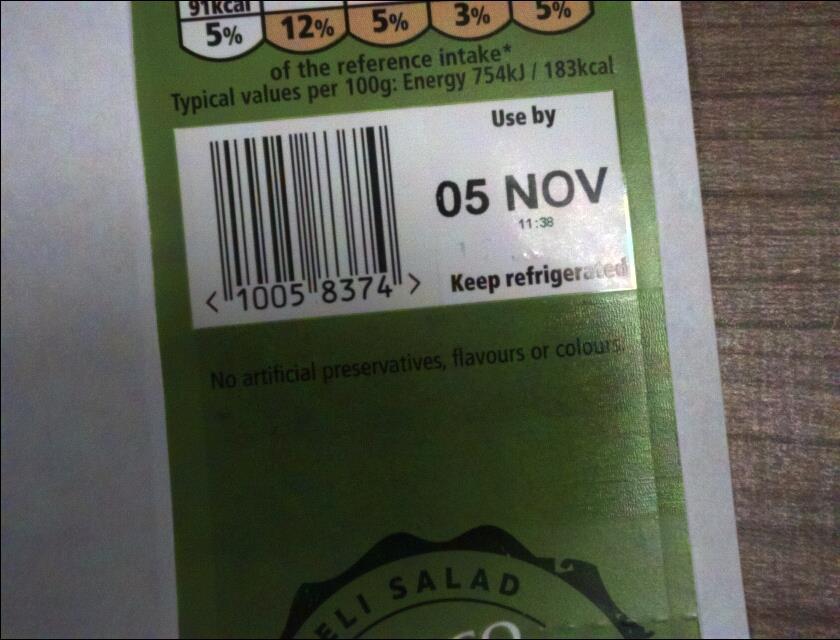 91kcal
5% 12% 5% 3% 5%
of the reference intake*
Typical values per 100g: Energy 754kJ / 183kcal
Use by
05 NOV
11:38
Keep refrigerated
<1005 8374>
No artificial preservatives, flavours or colours.
DELI SALAD